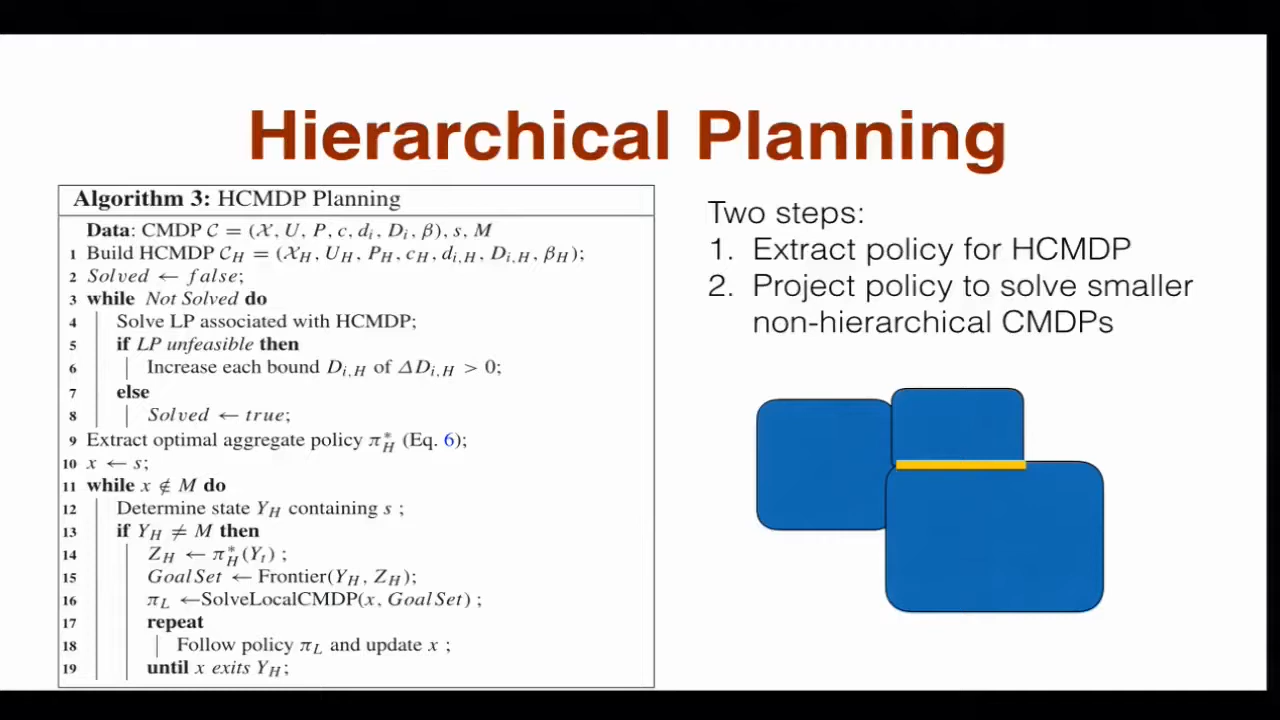 Hierarchical Planning
Algorithm 3: HCMDP Planning
Data: CMDP 𝒞 = (𝒳, U, P, c, d_i, D_i, β), s, M
1 Build HCMDP 𝒞_H = (𝒳_H, U_H, P_H, c_H, d_{i,H}, D_{i,H}, β_H);
2 Solved ← false;
3 while Not Solved do
4 Solve LP associated with HCMDP;
5 if LP unfeasible then
6 Increase each bound D_{i,H} of ΔD_{i,H} > 0;
7 else
8 Solved ← true;
9 Extract optimal aggregate policy π*_H (Eq. 6);
10 x ← s;
11 while x ∉ M do
12 Determine state Y_H containing s ;
13 if Y_H ≠ M then
14 Z_H ← π*_H(Y_t) ;
15 GoalSet ← Frontier(Y_H, Z_H);
16 π_L ←SolveLocalCMDP(x, GoalSet) ;
17 repeat
18 Follow policy π_L and update x ;
19 until x exits Y_H;
Two steps:
1. Extract policy for HCMDP
2. Project policy to solve smaller
non-hierarchical CMDPs